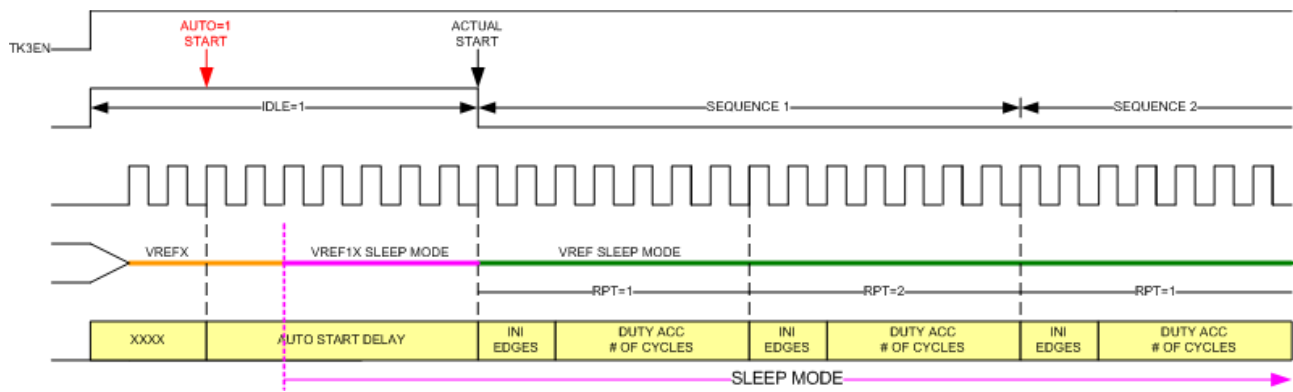 AUTO=1
START
ACTUAL
START
TK3EN
IDLE=1
SEQUENCE 1
SEQUENCE 2
VREFX
VREF1X SLEEP MODE
VREF SLEEP MODE
RPT=1
RPT=2
RPT=1
XXXX
AUTO START DELAY
INI
EDGES
DUTY ACC
# OF CYCLES
INI
EDGES
DUTY ACC
# OF CYCLES
INI
EDGES
DUTY ACC
# OF CYCLES
SLEEP MODE